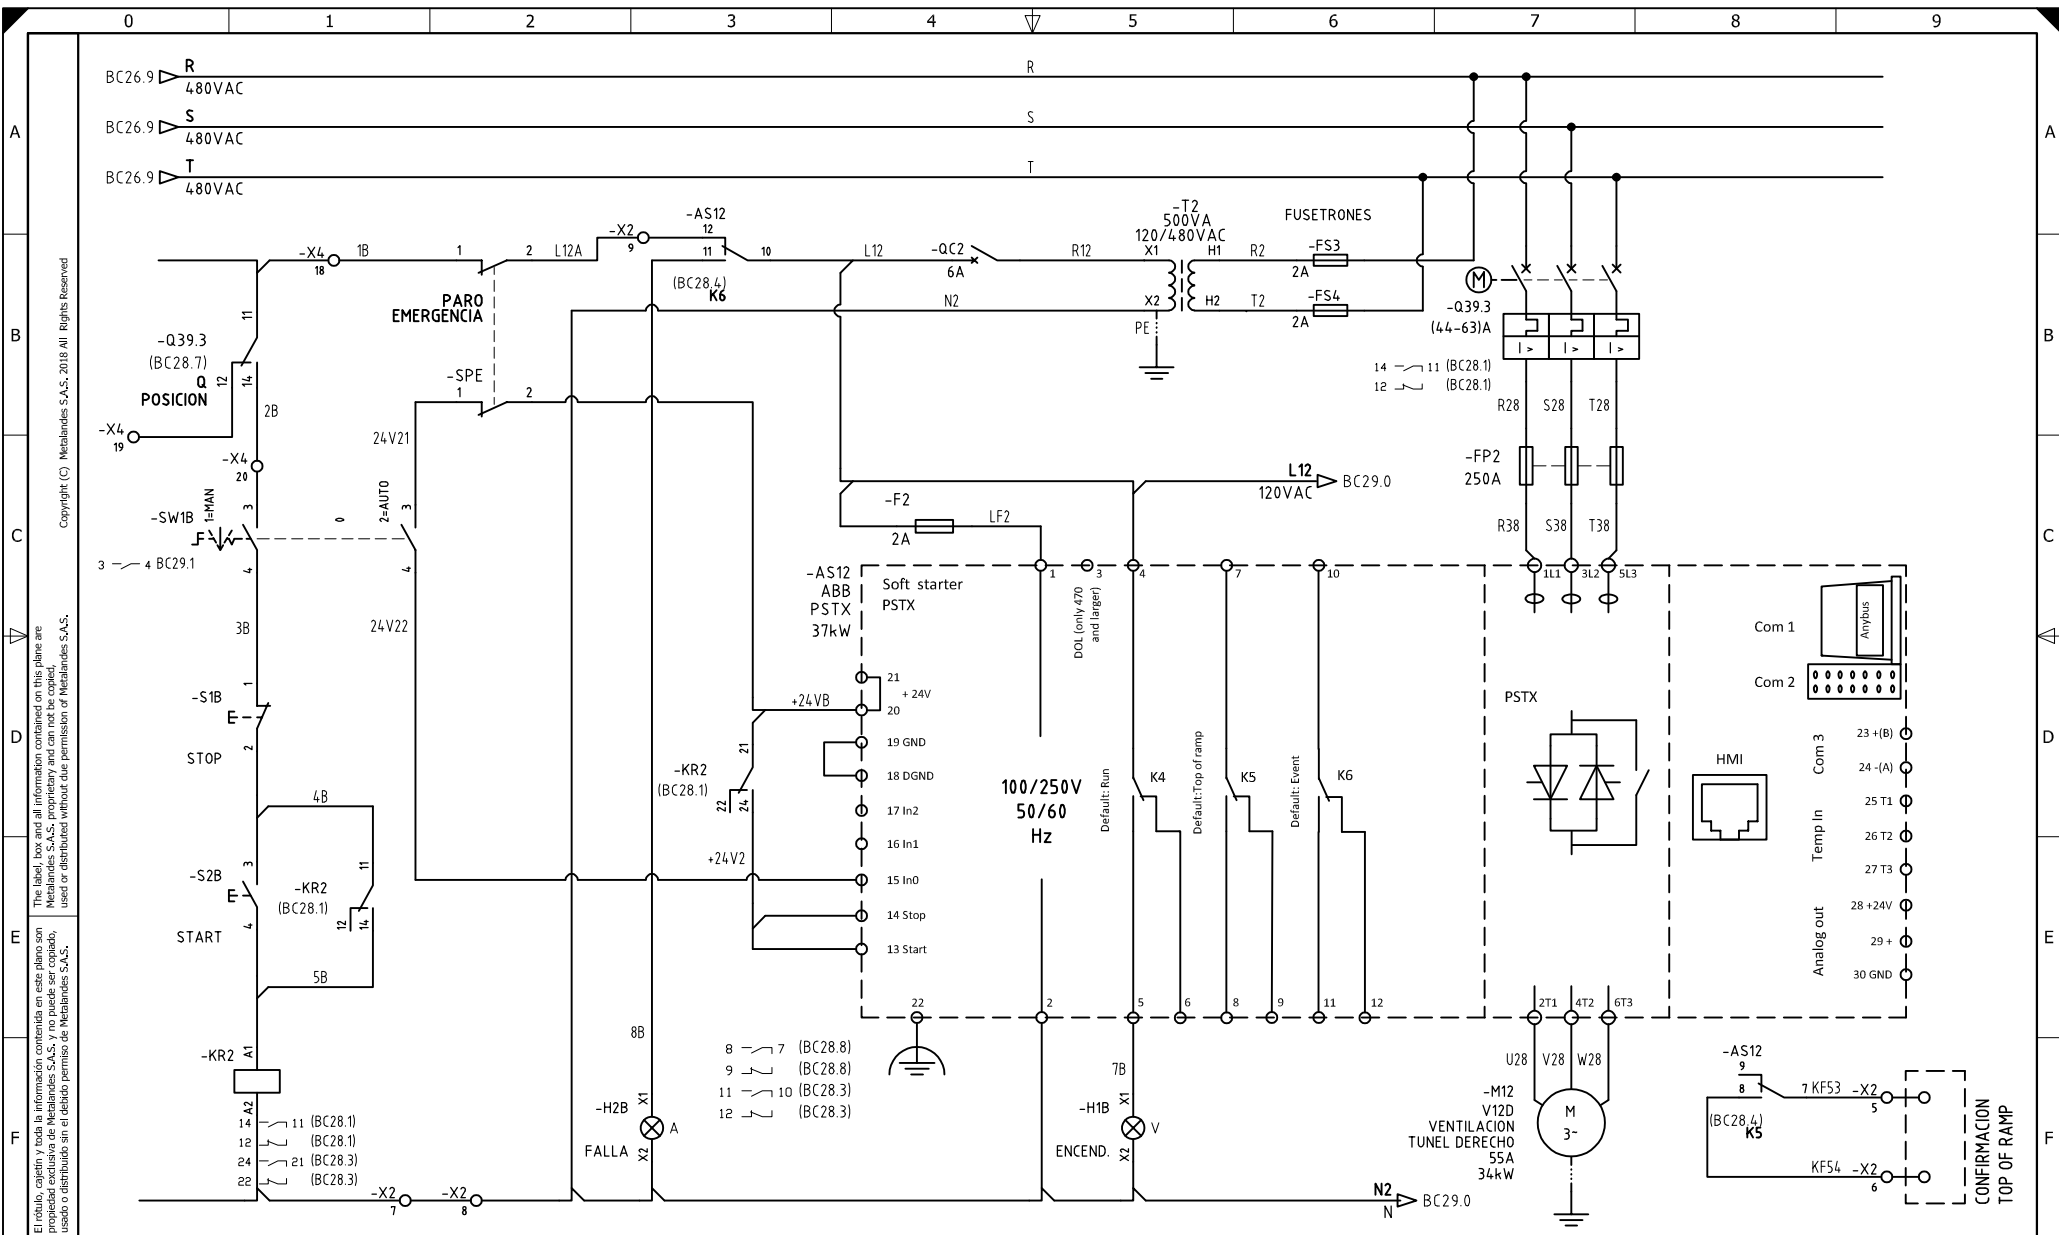 0 1 2 3 4 5 6 7 8 9
A
B
C
D
E
F
A
B
C
D
E
F
Copyright (C) Metalandes S.A.S. 2018 All Rights Reserved
The label, box and all information contained on this plane are
Metalandes S.A.S. proprietary and can not be copied,
used or distributed without due permission of Metalandes S.A.S.
El rótulo, cajetín y toda la información contenida en este plano son
propiedad exclusiva de Metalandes S.A.S. y no puede ser copiado,
usado o distribuido sin el debido permiso de Metalandes S.A.S.
BC26.9 R
480VAC
R
BC26.9 S
480VAC
S
BC26.9 T
480VAC
T
-X4
18
1B
1 2
L12A
-X2
9
-AS12
12
11 10
(BC28.4)
K6
L12
-QC2
6A
R12
-T2
500VA
120/480VAC
X1 H1
X2 H2
R2
T2
FUSETRONES
-FS3
2A
-FS4
2A
N2
PE
PARO
EMERGENCIA
-SPE
1 2
11
-Q39.3
(BC28.7)
Q
POSICION
12
14
2B
-X4
19
-X4
20
24V21
-SW1B
1=MAN
3
4
0
2=AUTO
3
4
3 4 BC29.1
3B
24V22
-S1B
1
2
STOP
4B
-S2B
3
4
START
-KR2
(BC28.1)
11
12
14
5B
-KR2
A1
A2
14 11 (BC28.1)
12 (BC28.1)
24 21 (BC28.3)
22 (BC28.3)
-X2
7
-X2
8
M
-Q39.3
(44-63)A
I >
I >
I >
14 11 (BC28.1)
12 (BC28.1)
R28 S28 T28
-FP2
250A
R38 S38 T38
L12
120VAC
BC29.0
-F2
2A
LF2
-AS12
ABB
PSTX
37kW
Soft starter
PSTX
1 3 4 7 10
1L1 3L2 5L3
DOL (only 470
and larger)
21
+ 24V
20
19 GND
18 DGND
17 In2
16 In1
15 In0
14 Stop
13 Start
+24VB
-KR2
(BC28.1)
21
22
24
+24V2
100/250V
50/60
Hz
Default: Run
K4
Default:Top of ramp
K5
Default: Event
K6
PSTX
Com 1
Anybus
Com 2
HMI
Com 3
Temp In
Analog out
23 +(B)
24 -(A)
25 T1
26 T2
27 T3
28 +24V
29 +
30 GND
22 2 5 6 8 9 11 12
2T1 4T2 6T3
8B
8 7 (BC28.8)
9 (BC28.8)
11 10 (BC28.3)
12 (BC28.3)
-H2B
FALLA
X1
X2
A
7B
-H1B
ENCEND.
X1
X2
V
U28 V28 W28
-M12
V12D
VENTILACION
TUNEL DERECHO
55A
34kW
M
3~
N2
N
BC29.0
-AS12
9
8 7
(BC28.4)
K5
KF53 -X2
5
KF54 -X2
6
CONFIRMACION
TOP OF RAMP